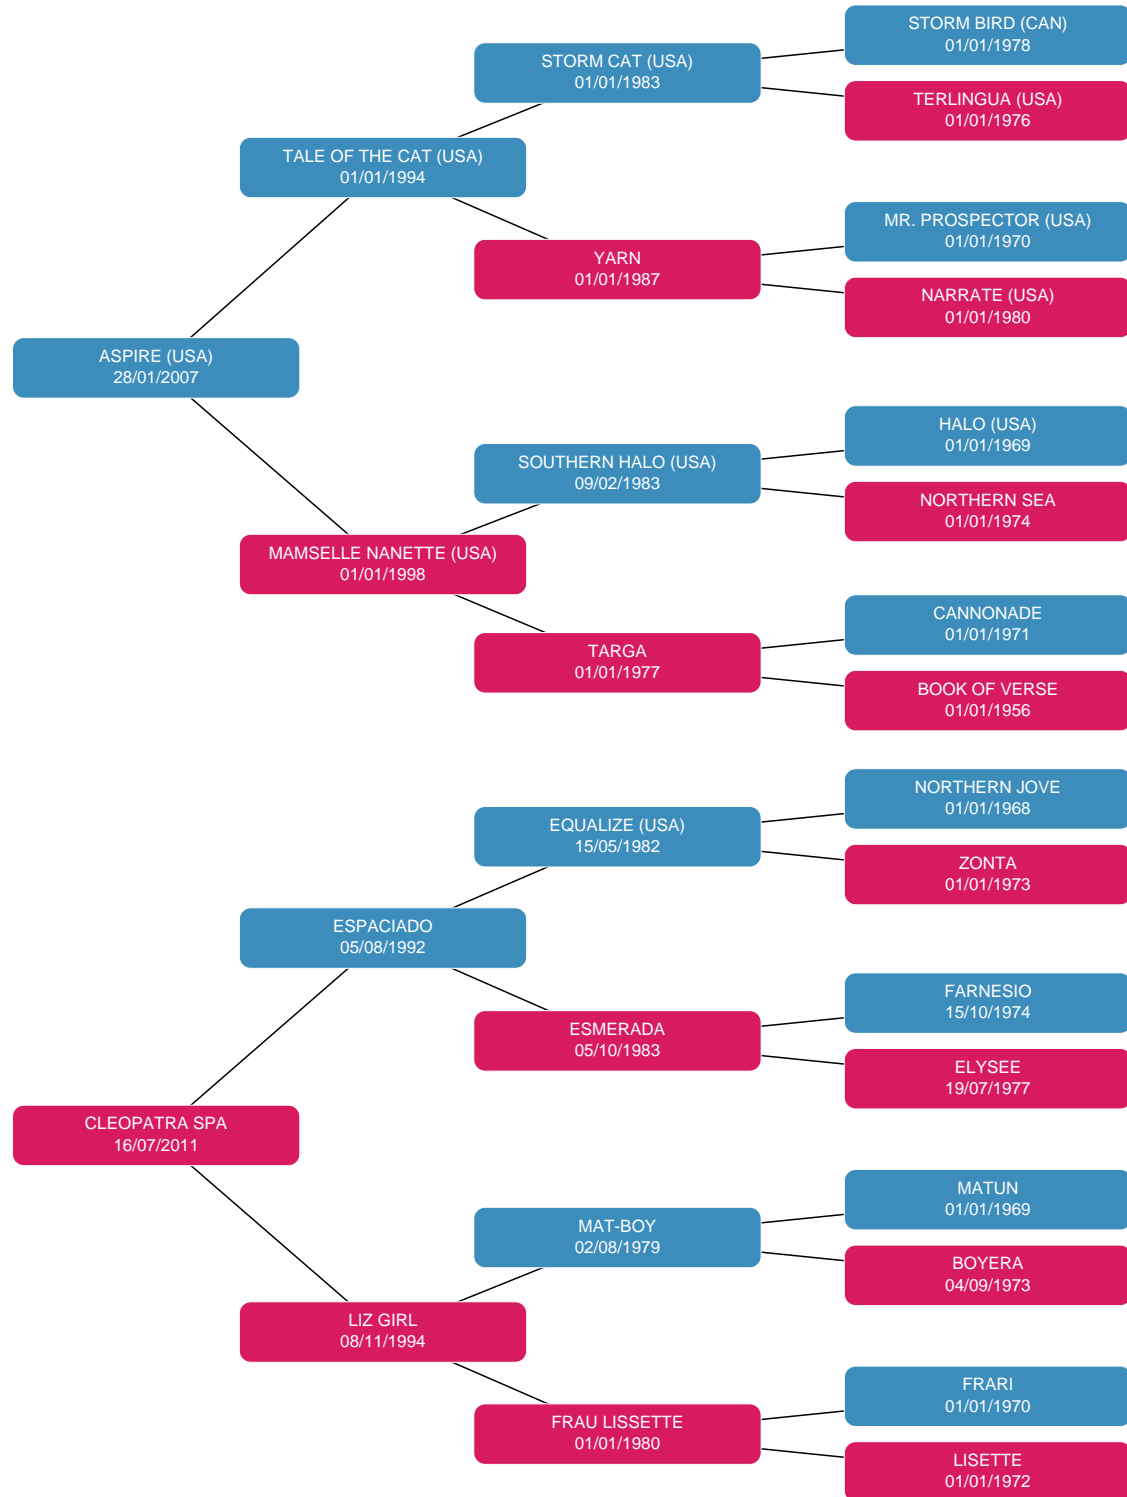 STORM BIRD (CAN)
01/01/1978
STORM CAT (USA)
01/01/1983
TERLINGUA (USA)
01/01/1976
TALE OF THE CAT (USA)
01/01/1994
MR. PROSPECTOR (USA)
01/01/1970
YARN
01/01/1987
NARRATE (USA)
01/01/1980
ASPIRE (USA)
28/01/2007
HALO (USA)
01/01/1969
SOUTHERN HALO (USA)
09/02/1983
NORTHERN SEA
01/01/1974
MAMSELLE NANETTE (USA)
01/01/1998
CANNONADE
01/01/1971
TARGA
01/01/1977
BOOK OF VERSE
01/01/1956
NORTHERN JOVE
01/01/1968
EQUALIZE (USA)
15/05/1982
ZONTA
01/01/1973
ESPACIADO
05/08/1992
FARNESIO
15/10/1974
ESMERADA
05/10/1983
ELYSEE
19/07/1977
CLEOPATRA SPA
16/07/2011
MATUN
01/01/1969
MAT-BOY
02/08/1979
BOYERA
04/09/1973
LIZ GIRL
08/11/1994
FRARI
01/01/1970
FRAU LISSETTE
01/01/1980
LISETTE
01/01/1972